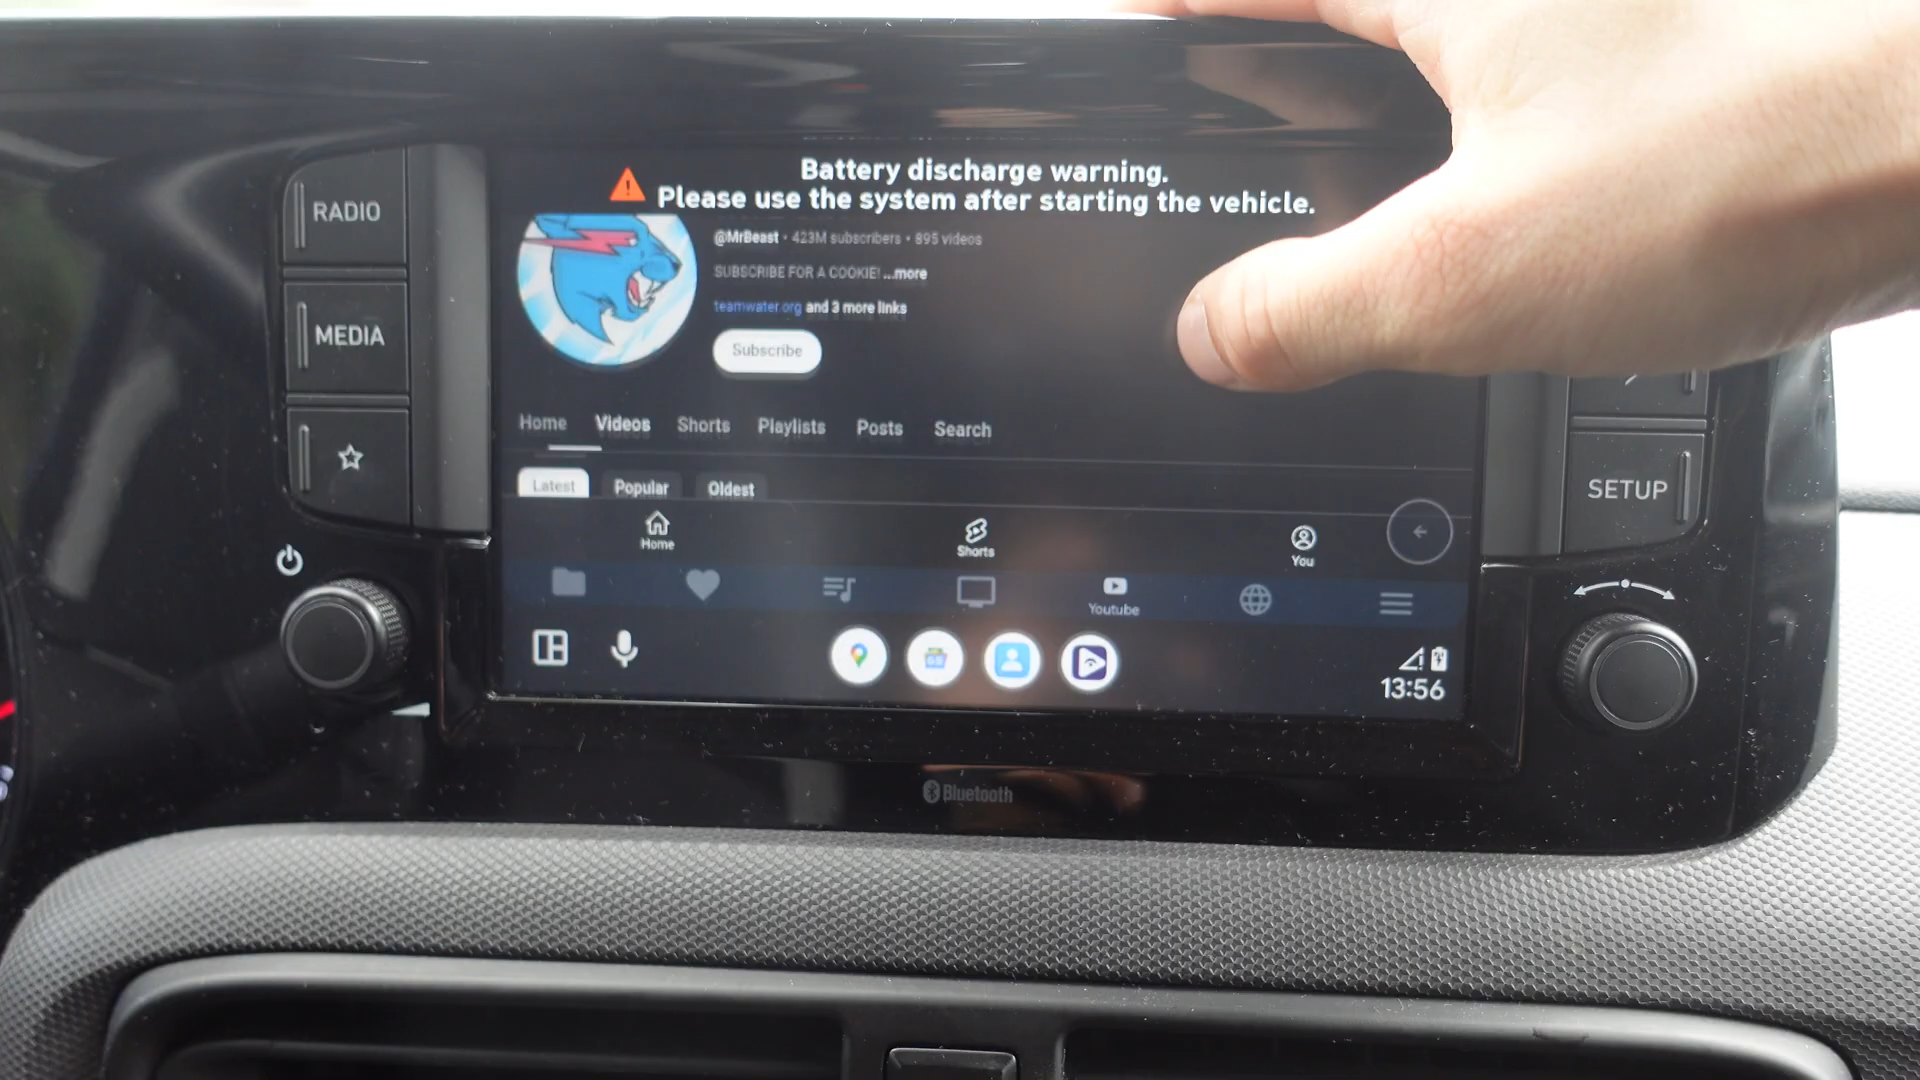 Battery discharge warning.
Please use the system after starting the vehicle.
RADIO
MEDIA
SETUP
@MrBeast • 423M subscribers • 895 videos
SUBSCRIBE FOR A COOKIE! ...more
teamwater.org and 3 more links
Subscribe
Home Videos Shorts Playlists Posts Search
Latest Popular Oldest
Home Shorts You
Youtube
13:56
Bluetooth